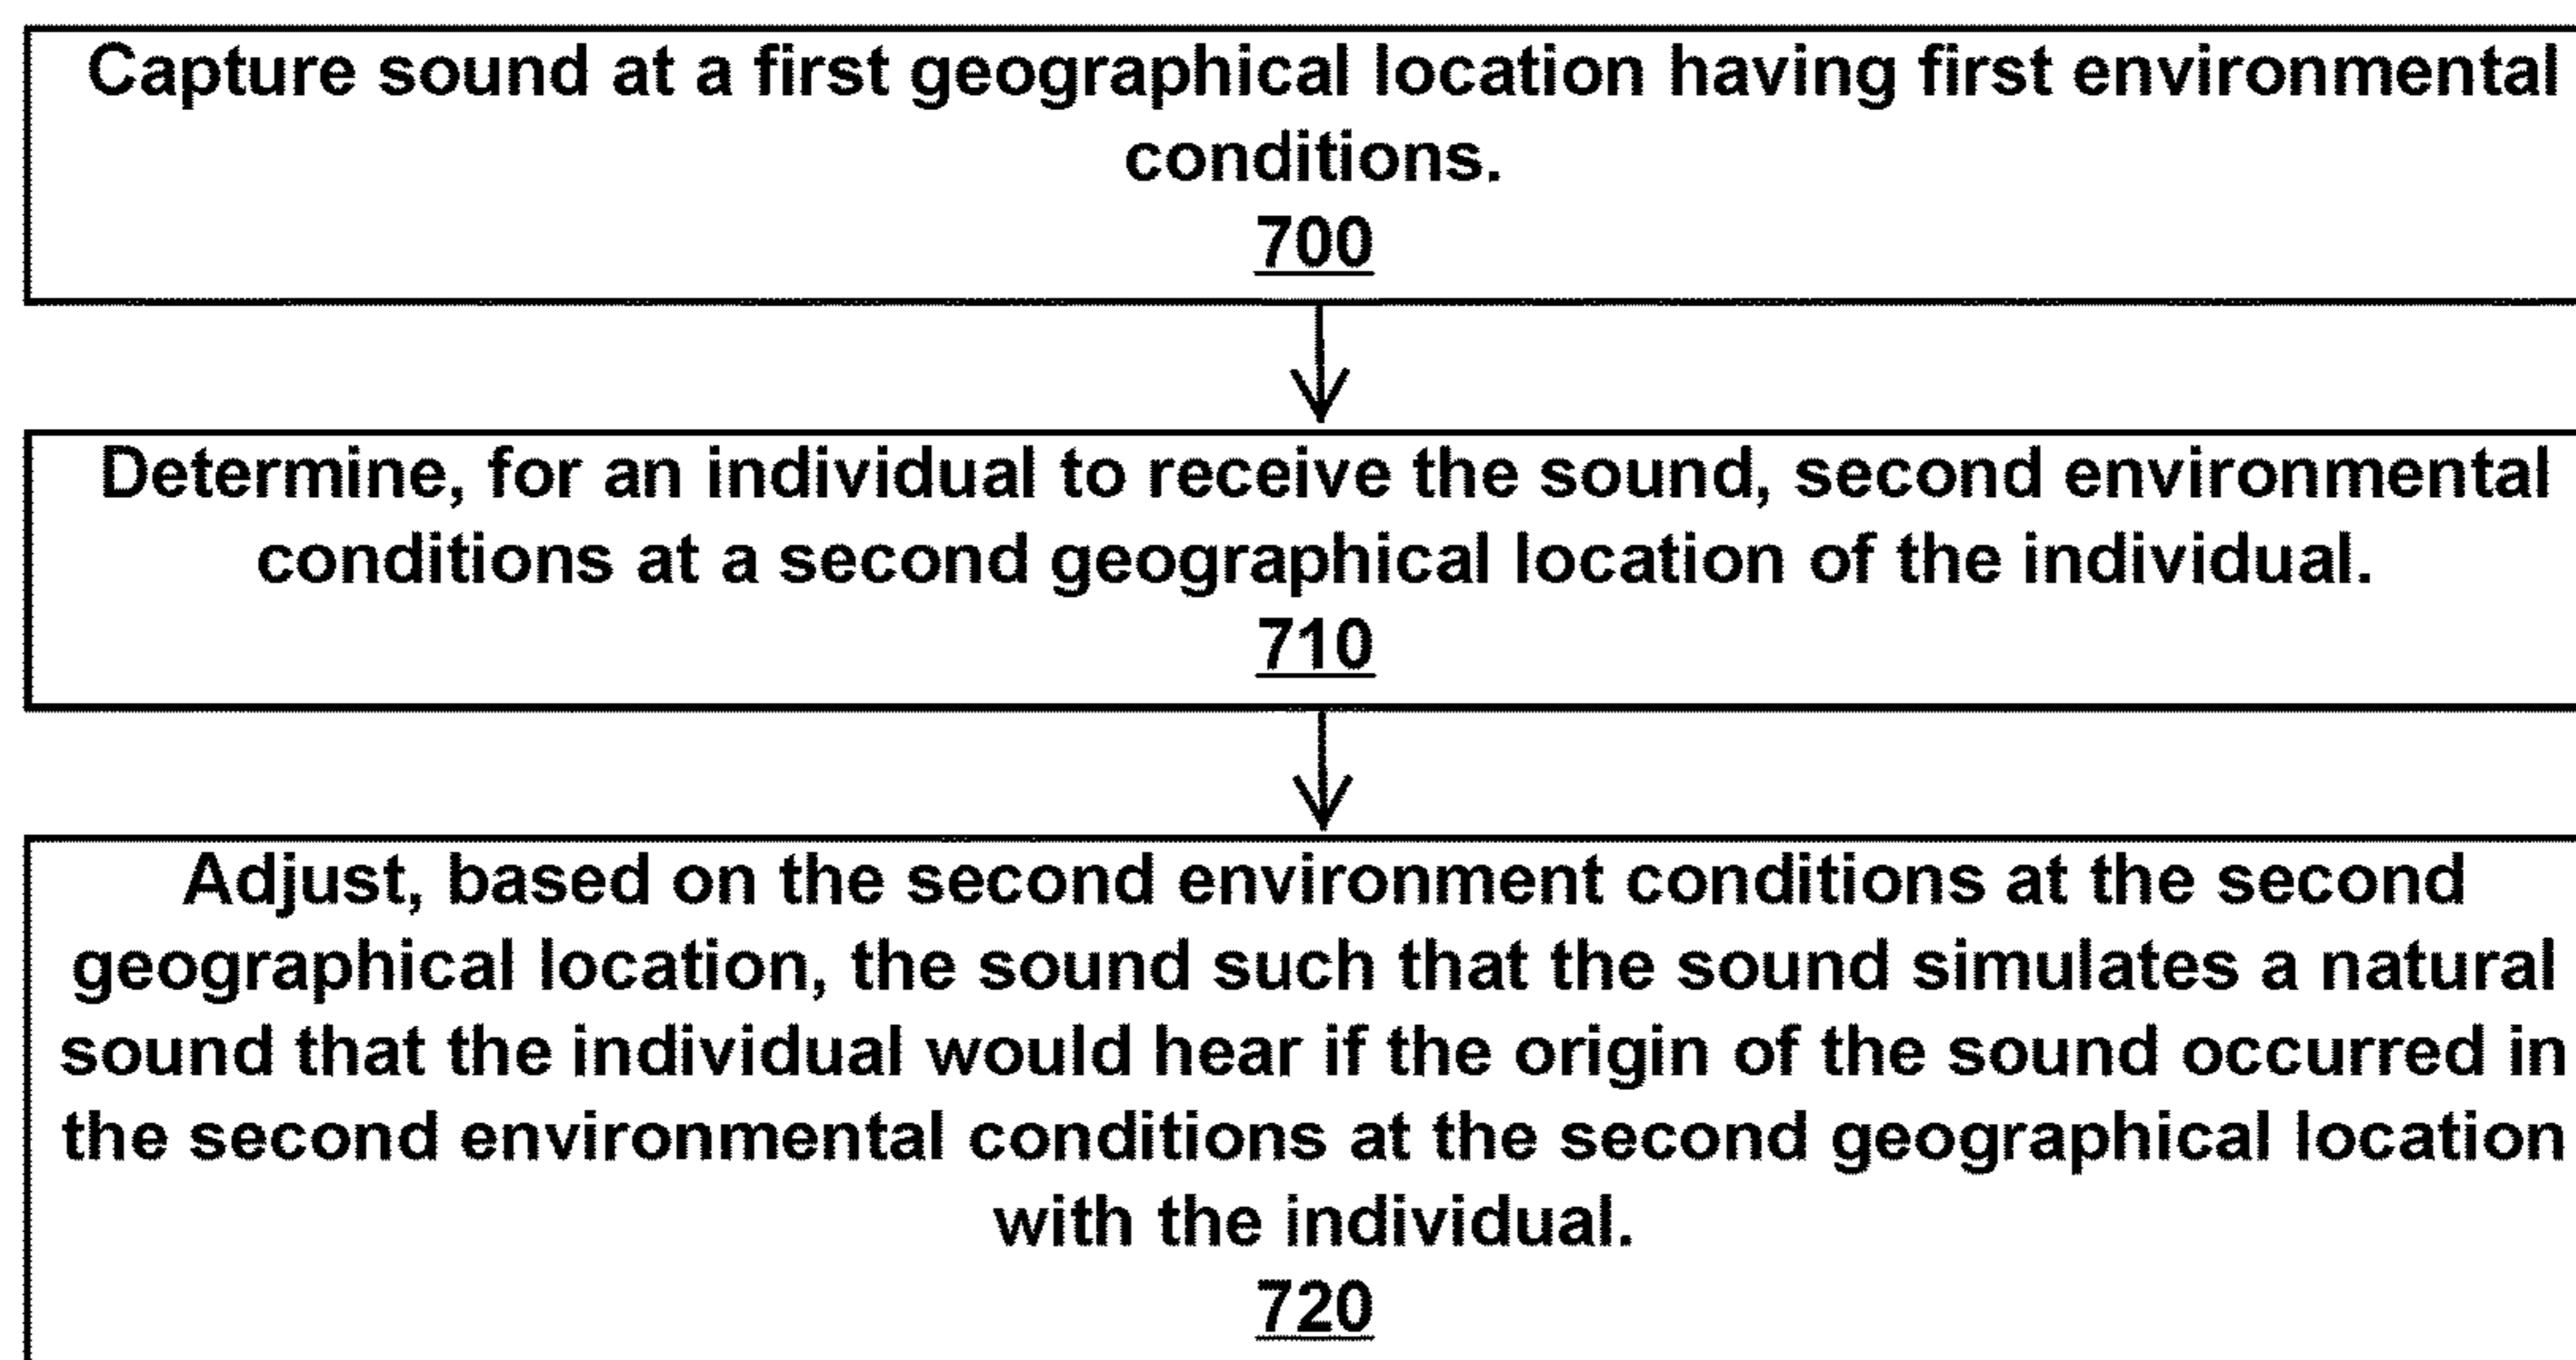 Capture sound at a first geographical location having first environmental
conditions.
700
Determine, for an individual to receive the sound, second environmental
conditions at a second geographical location of the individual.
710
Adjust, based on the second environment conditions at the second
geographical location, the sound such that the sound simulates a natural
sound that the individual would hear if the origin of the sound occurred in
the second environmental conditions at the second geographical location
with the individual.
720